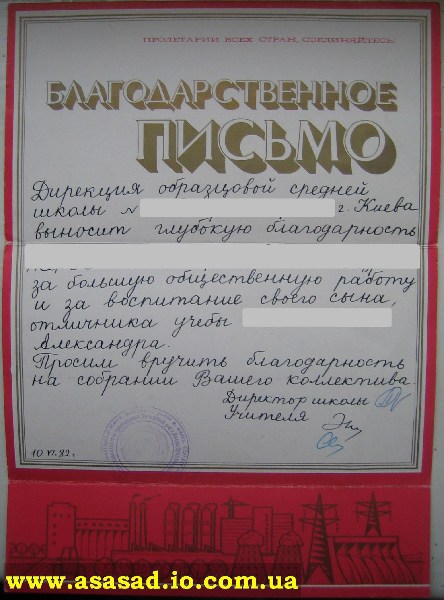 ПРОЛЕТАРИИ ВСЕХ СТРАН, СОЕДИНЯЙТЕСЬ!
БЛАГОДАРСТВЕННОЕ
ПИСЬМО
Дирекция образцовой средней
школы № г. Киева
выносит глубокую благодарность
за большую общественную работу
и за воспитание своего сына,
отличника учебы
Александра.
Просим вручить благодарность
на собрании Вашего коллектива.
Директор школы
Учителя
10.VI.82г.
www.asasad.io.com.ua